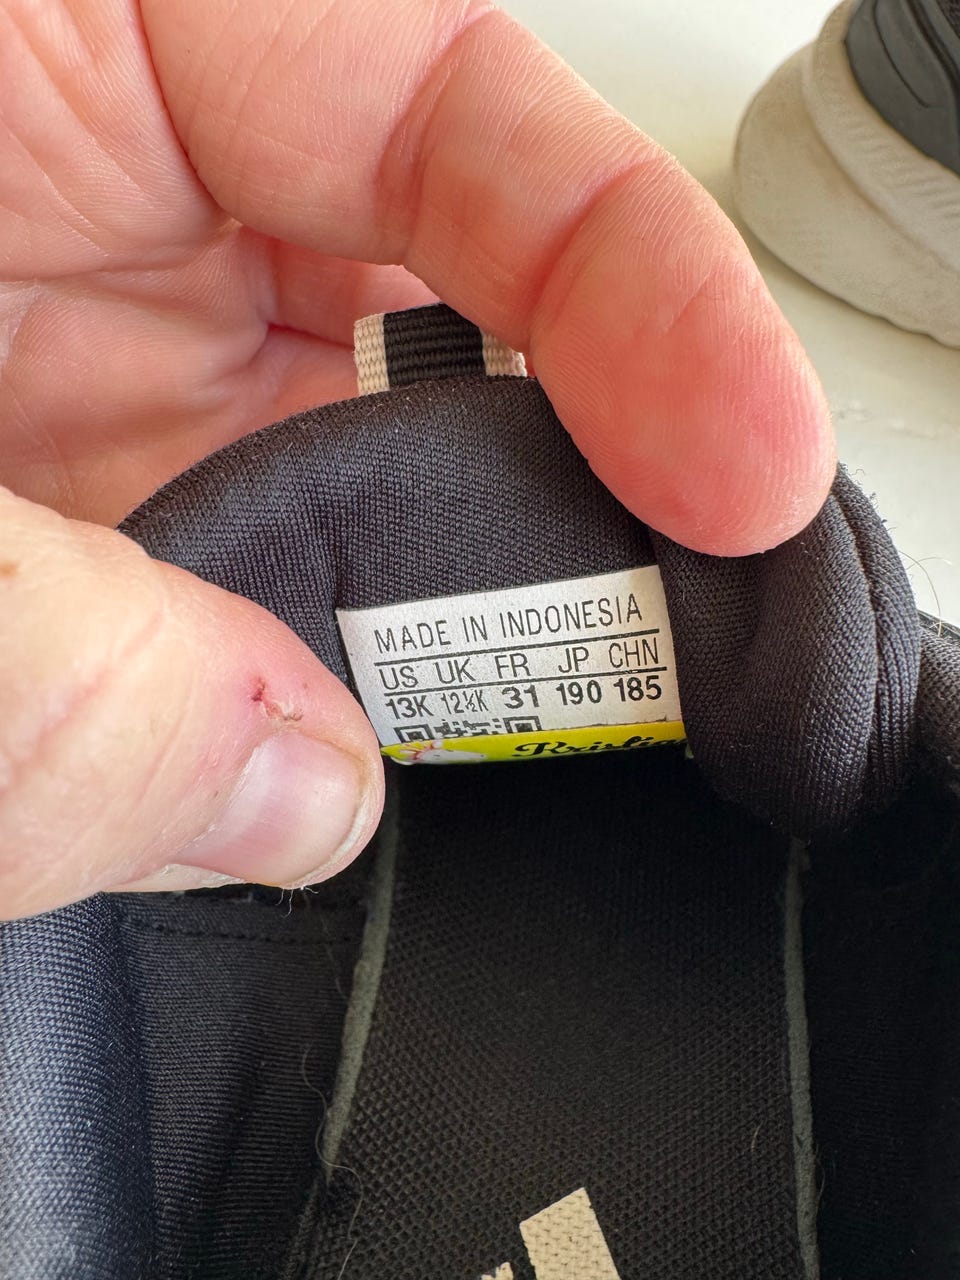 MADE IN INDONESIA
US UK FR JP CHN
13K 12½K 31 190 185